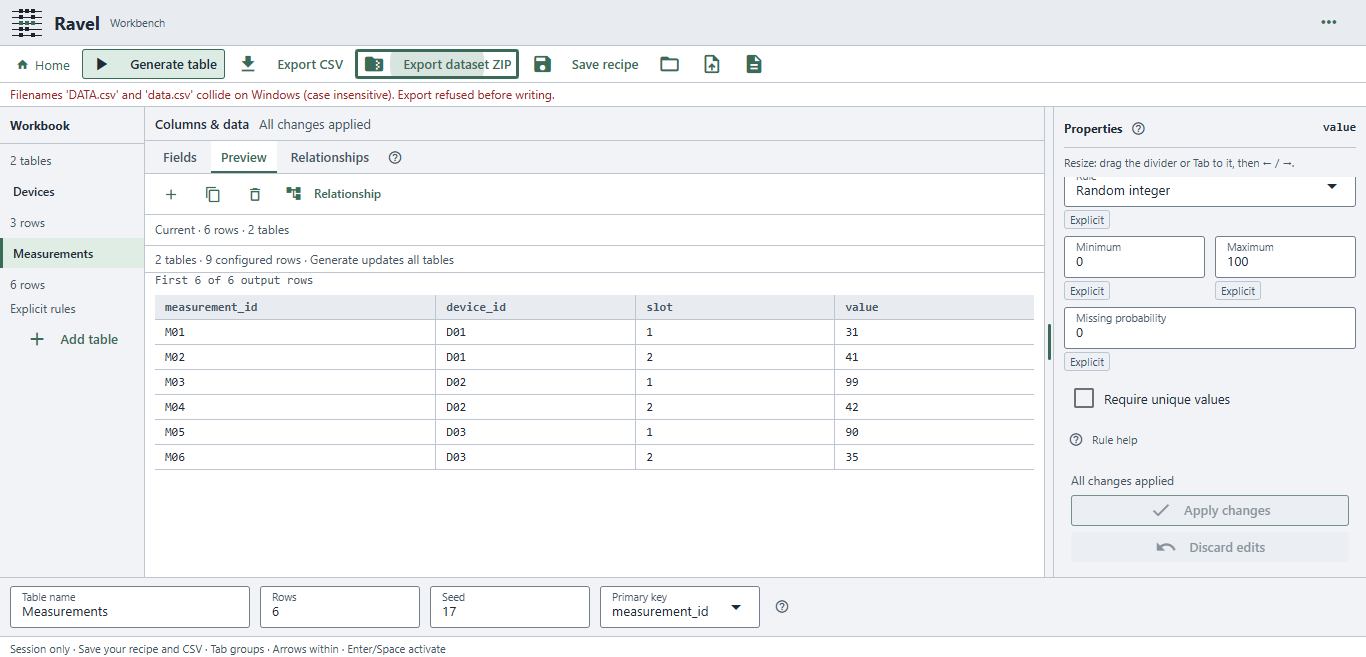 Ravel Workbench
Home Generate table Export CSV Export dataset ZIP Save recipe
Filenames 'DATA.csv' and 'data.csv' collide on Windows (case insensitive). Export refused before writing.
Workbook
2 tables
Devices
3 rows
Measurements
6 rows
Explicit rules
Add table
Columns & data All changes applied
Fields Preview Relationships
Relationship
Current · 6 rows · 2 tables
2 tables · 9 configured rows · Generate updates all tables
First 6 of 6 output rows
measurement_id device_id slot value
M01 D01 1 31
M02 D01 2 41
M03 D02 1 99
M04 D02 2 42
M05 D03 1 90
M06 D03 2 35
Properties value
Resize: drag the divider or Tab to it, then ← / →.
Rule
Random integer
Explicit
Minimum Maximum
0 100
Explicit Explicit
Missing probability
0
Explicit
Require unique values
Rule help
All changes applied
Apply changes
Discard edits
Table name Rows Seed Primary key
Measurements 6 17 measurement_id
Session only · Save your recipe and CSV · Tab groups · Arrows within · Enter/Space activate